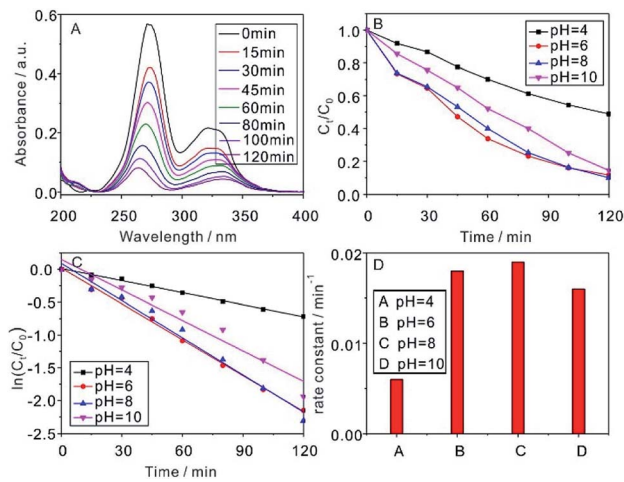 A
0.6
0.4
0.2
0.0
Absorbance / a.u.
0min
15min
30min
45min
60min
80min
100min
120min
200 250 300 350 400
Wavelength / nm
B
1.0
0.8
0.6
0.4
0.2
0.0
Ct/C0
pH=4
pH=6
pH=8
pH=10
0 30 60 90 120
Time / min
C
0.0
-0.5
-1.0
-1.5
-2.0
-2.5
ln(Ct/C0)
pH=4
pH=6
pH=8
pH=10
0 30 60 90 120
Time / min
D
0.02
0.01
0.00
rate constant / min-1
A pH=4
B pH=6
C pH=8
D pH=10
A B C D